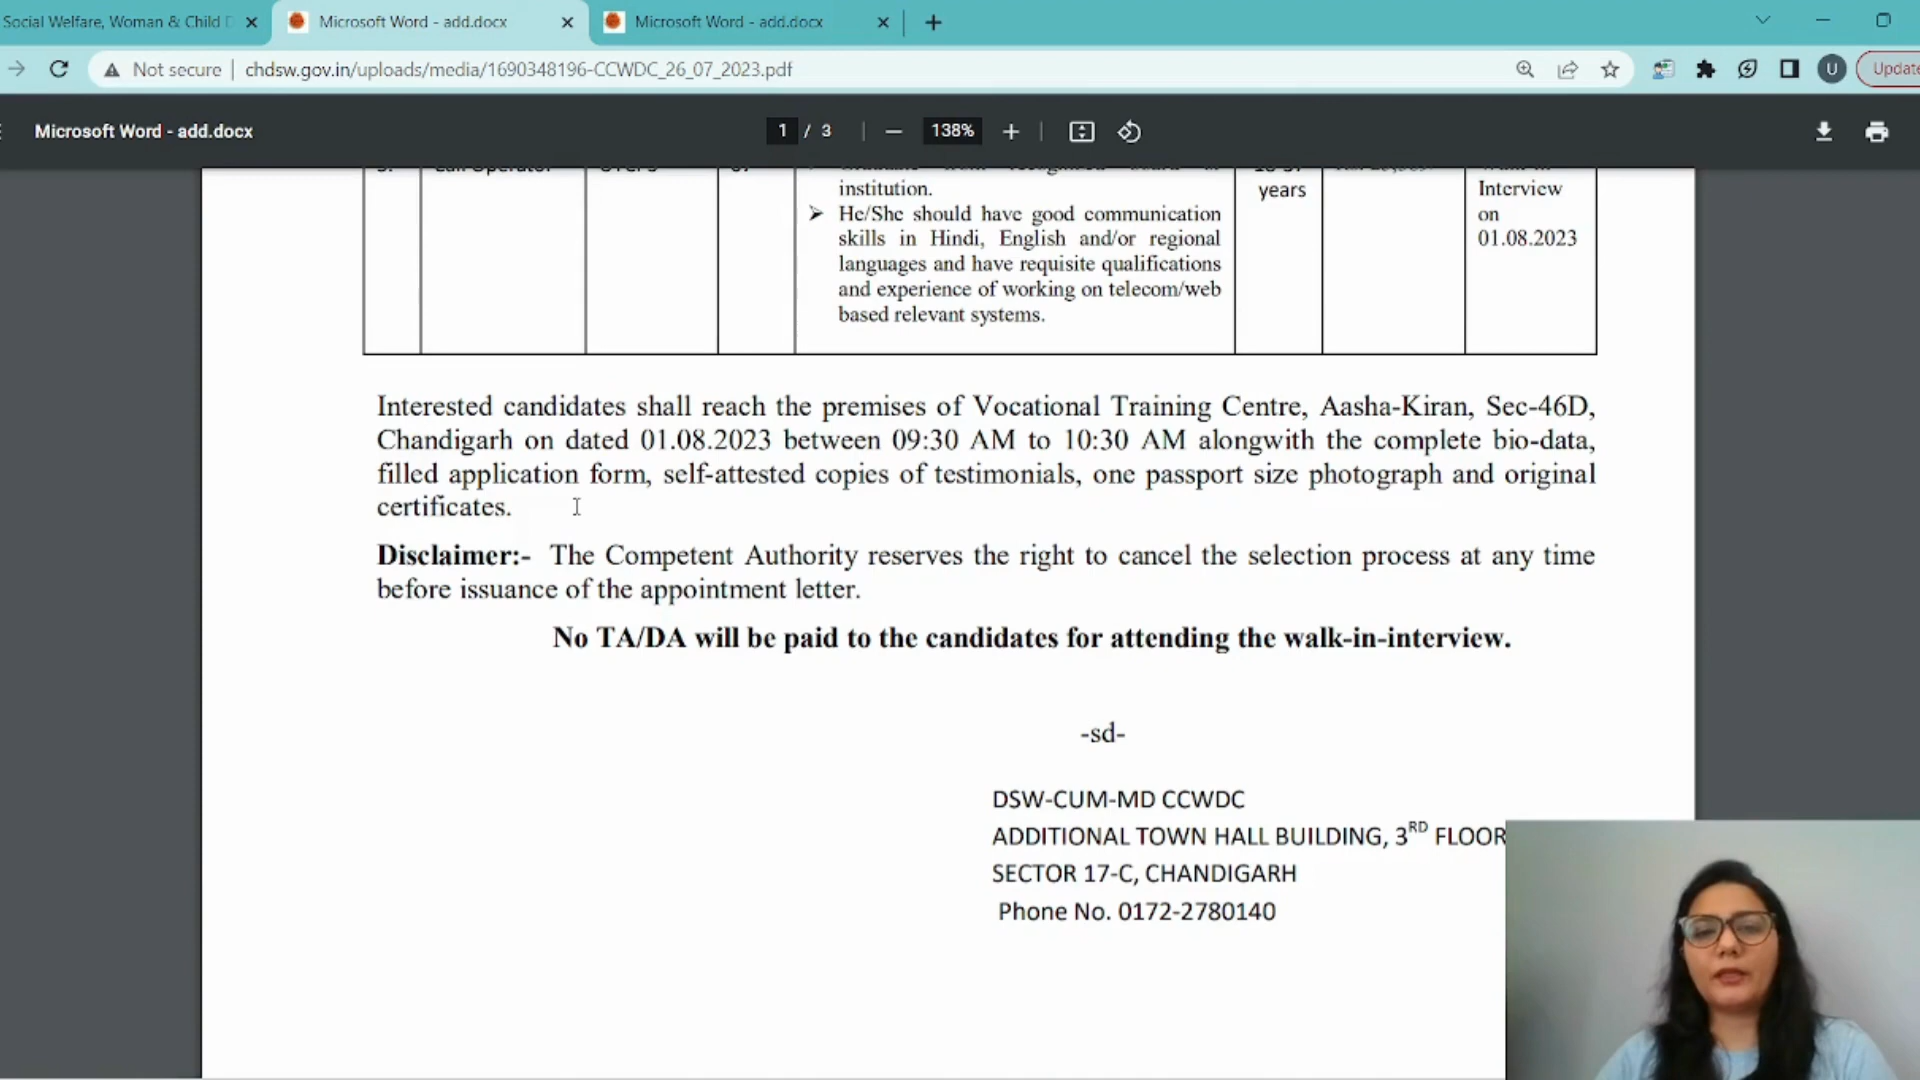 Social Welfare, Woman & Child D
Microsoft Word - add.docx
Microsoft Word - add.docx
Not secure
chdsw.gov.in/uploads/media/1690348196-CCWDC_26_07_2023.pdf
U
Update
Microsoft Word - add.docx
1 / 3
138%
institution.
years
Interview
on
01.08.2023
➢ He/She should have good communication
skills in Hindi, English and/or regional
languages and have requisite qualifications
and experience of working on telecom/web
based relevant systems.
Interested candidates shall reach the premises of Vocational Training Centre, Aasha-Kiran, Sec-46D,
Chandigarh on dated 01.08.2023 between 09:30 AM to 10:30 AM alongwith the complete bio-data,
filled application form, self-attested copies of testimonials, one passport size photograph and original
certificates.
Disclaimer:- The Competent Authority reserves the right to cancel the selection process at any time
before issuance of the appointment letter.
No TA/DA will be paid to the candidates for attending the walk-in-interview.
-sd-
DSW-CUM-MD CCWDC
ADDITIONAL TOWN HALL BUILDING, 3RD FLOOR
SECTOR 17-C, CHANDIGARH
Phone No. 0172-2780140